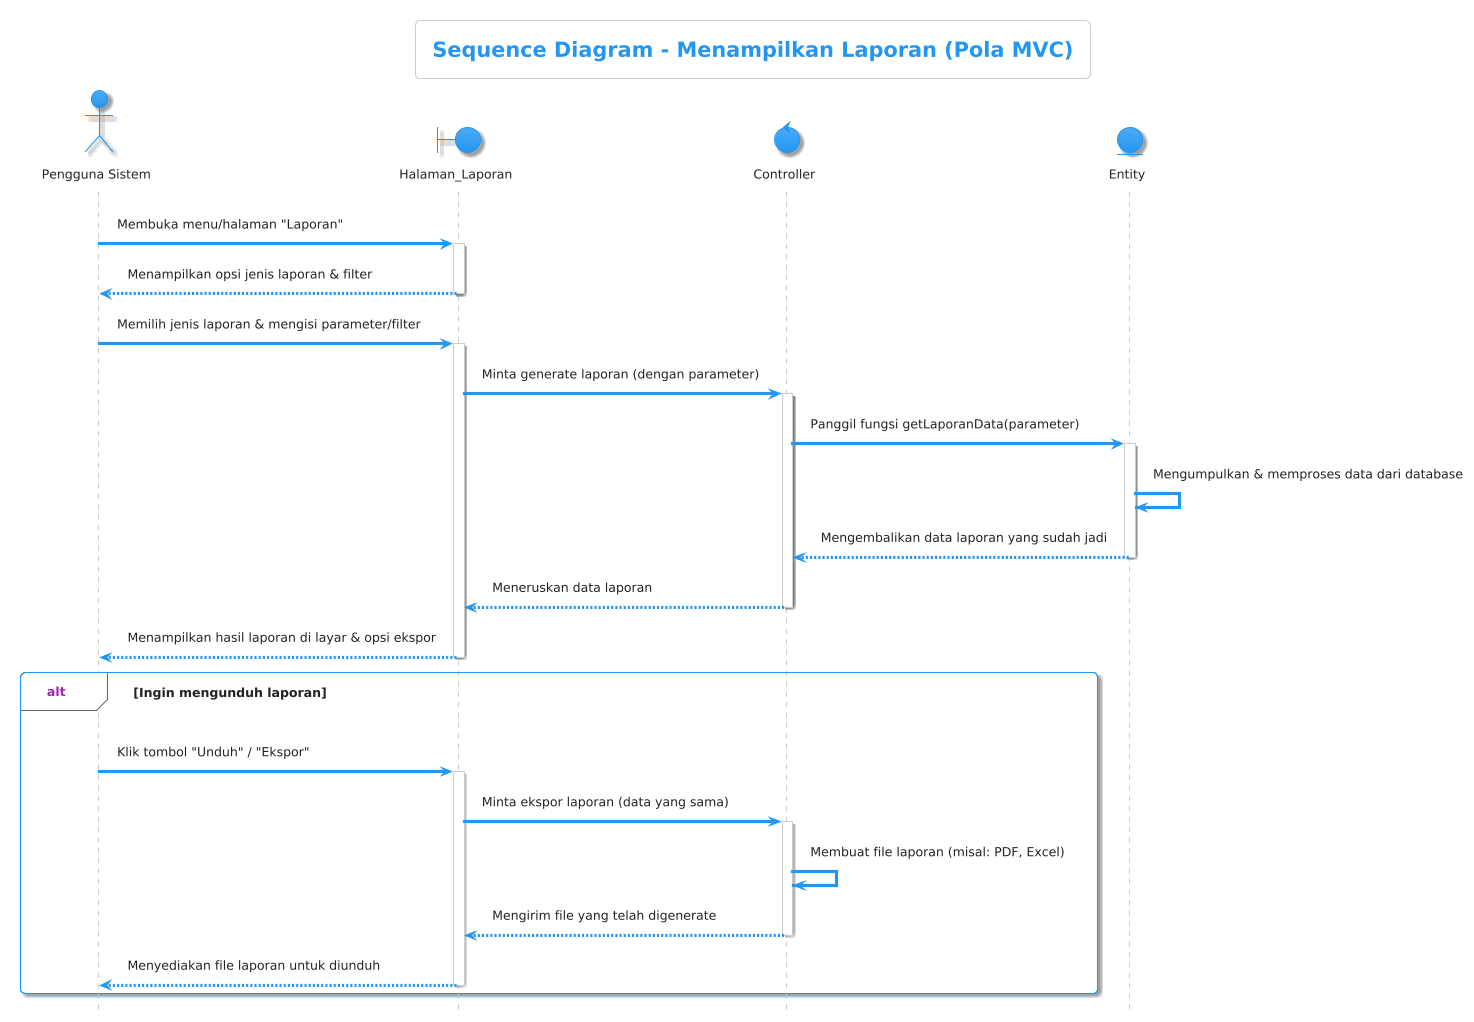 Sequence Diagram - Menampilkan Laporan (Pola MVC)
Pengguna Sistem
Halaman_Laporan
Controller
Entity
Membuka menu/halaman "Laporan"
Menampilkan opsi jenis laporan & filter
Memilih jenis laporan & mengisi parameter/filter
Minta generate laporan (dengan parameter)
Panggil fungsi getLaporanData(parameter)
Mengumpulkan & memproses data dari database
Mengembalikan data laporan yang sudah jadi
Meneruskan data laporan
Menampilkan hasil laporan di layar & opsi ekspor
alt
[Ingin mengunduh laporan]
Klik tombol "Unduh" / "Ekspor"
Minta ekspor laporan (data yang sama)
Membuat file laporan (misal: PDF, Excel)
Mengirim file yang telah digenerate
Menyediakan file laporan untuk diunduh